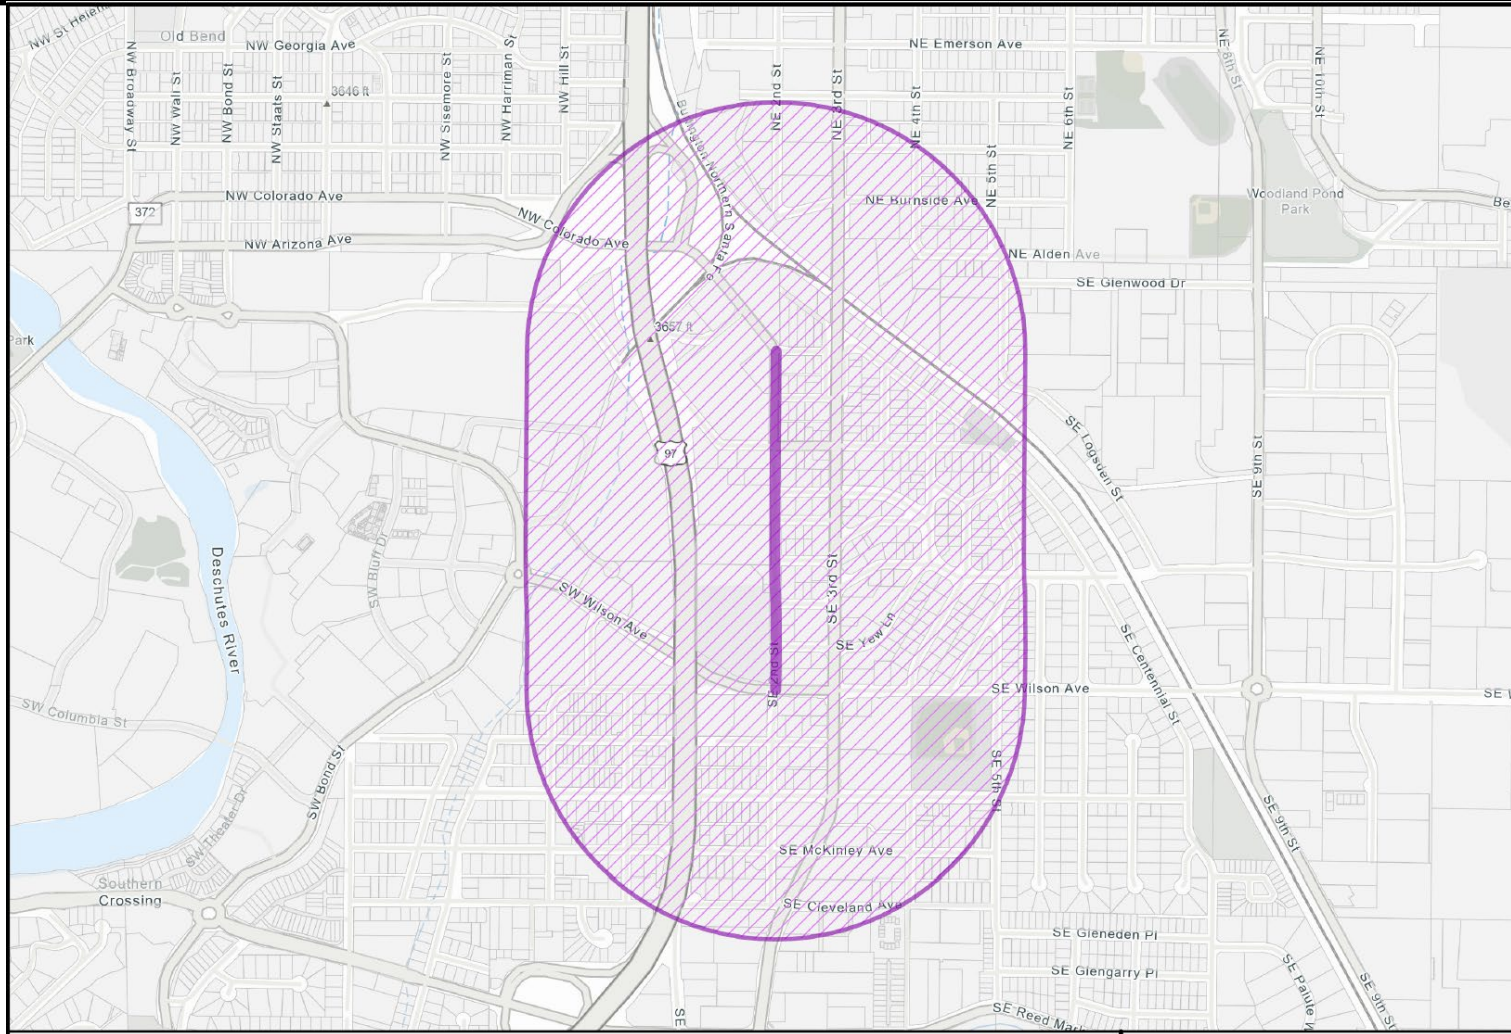 NW St Helens
Old Bend
NW Georgia Ave
NE Emerson Ave
NW Broadway St
NW Wall St
NW Bond St
NW Staats St
3646 ft
NW Sisemore St
NW Harriman St
NW Hill St
NE 2nd St
NE 3rd St
NE 4th St
NE 5th St
NE 6th St
NE 8th St
NE 10th St
Burlington Northern Santa Fe
NW Colorado Ave
372
NW Arizona Ave
NW Colorado Ave
NE Burnside Ave
Woodland Pond
Park
Be
NE Alden Ave
SE Glenwood Dr
Park
3657 ft
97
SE Logsden St
SE 9th St
Deschutes River
SW Bluff Dr
SW Wilson Ave
SE 3rd St
SE Yew Ln
SE 2nd St
SE Wilson Ave
SE Centennial St
SE
SW Columbia St
SW Bond St
SW Theater Dr
SE 5th St
SE 9th St
SE McKinley Ave
Southern
Crossing
SE Cleveland Ave
SE Gleneden Pl
SE Glengarry Pl
SE Paiute W
SE 9th St
SE
SE Reed Mar